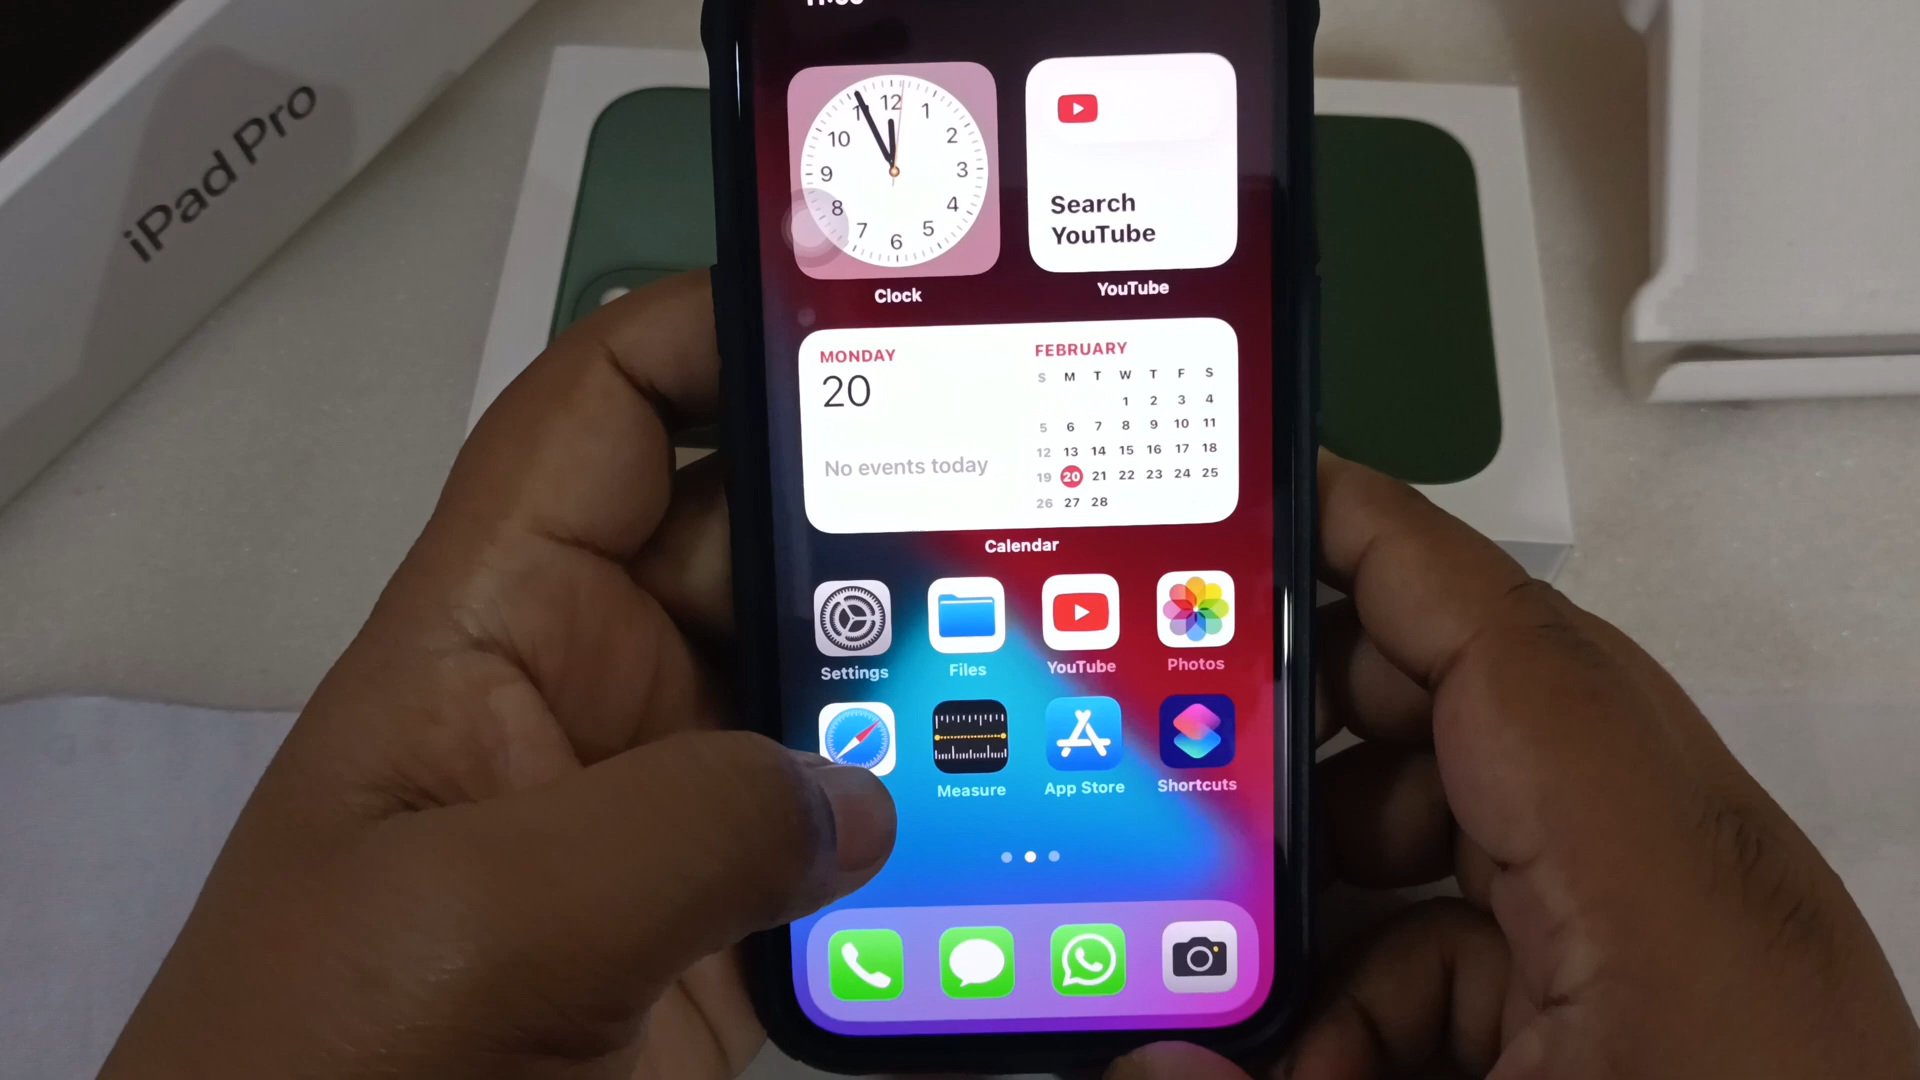 iPad Pro
12
1
2
3
4
5
6
7
8
9
10
Search
YouTube
Clock
YouTube
MONDAY
20
No events today
FEBRUARY
S M T W T F S
1 2 3 4
5 6 7 8 9 10 11
12 13 14 15 16 17 18
19 20 21 22 23 24 25
26 27 28
Calendar
Settings Files YouTube Photos
Measure App Store Shortcuts